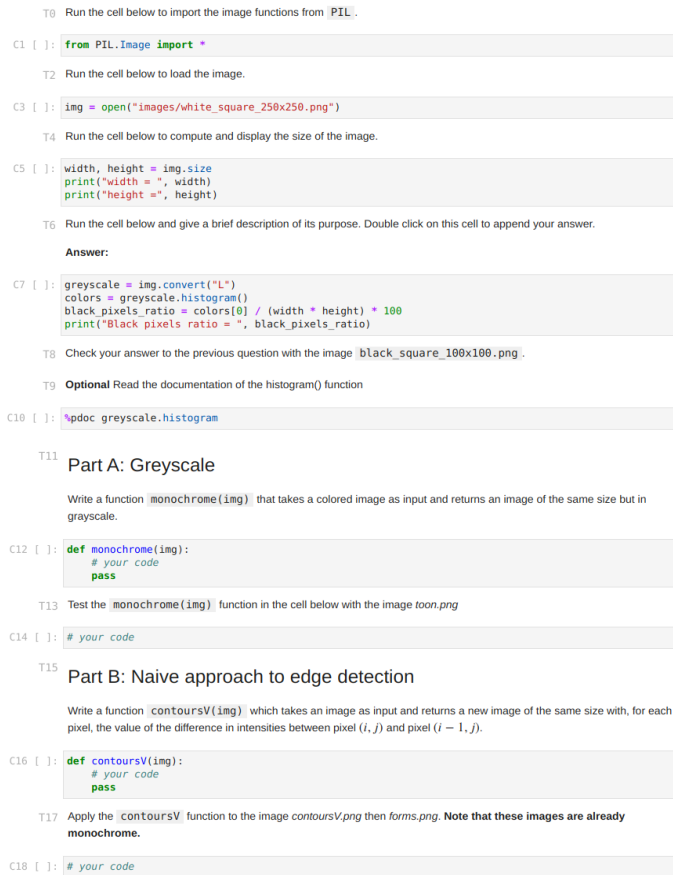 T0 Run the cell below to import the image functions from PIL .
C1 [ ]: from PIL.Image import *
T2 Run the cell below to load the image.
C3 [ ]: img = open("images/white_square_250x250.png")
T4 Run the cell below to compute and display the size of the image.
C5 [ ]: width, height = img.size
print("width = ", width)
print("height =", height)
T6 Run the cell below and give a brief description of its purpose. Double click on this cell to append your answer.
Answer:
C7 [ ]: greyscale = img.convert("L")
colors = greyscale.histogram()
black_pixels_ratio = colors[0] / (width * height) * 100
print("Black pixels ratio = ", black_pixels_ratio)
T8 Check your answer to the previous question with the image black_square_100x100.png .
T9 Optional Read the documentation of the histogram() function
C10 [ ]: %pdoc greyscale.histogram
T11 Part A: Greyscale
Write a function monochrome(img) that takes a colored image as input and returns an image of the same size but in
grayscale.
C12 [ ]: def monochrome(img):
# your code
pass
T13 Test the monochrome(img) function in the cell below with the image toon.png
C14 [ ]: # your code
T15 Part B: Naive approach to edge detection
Write a function contoursV(img) which takes an image as input and returns a new image of the same size with, for each
pixel, the value of the difference in intensities between pixel (i, j) and pixel (i − 1, j).
C16 [ ]: def contoursV(img):
# your code
pass
T17 Apply the contoursV function to the image contoursV.png then forms.png. Note that these images are already
monochrome.
C18 [ ]: # your code